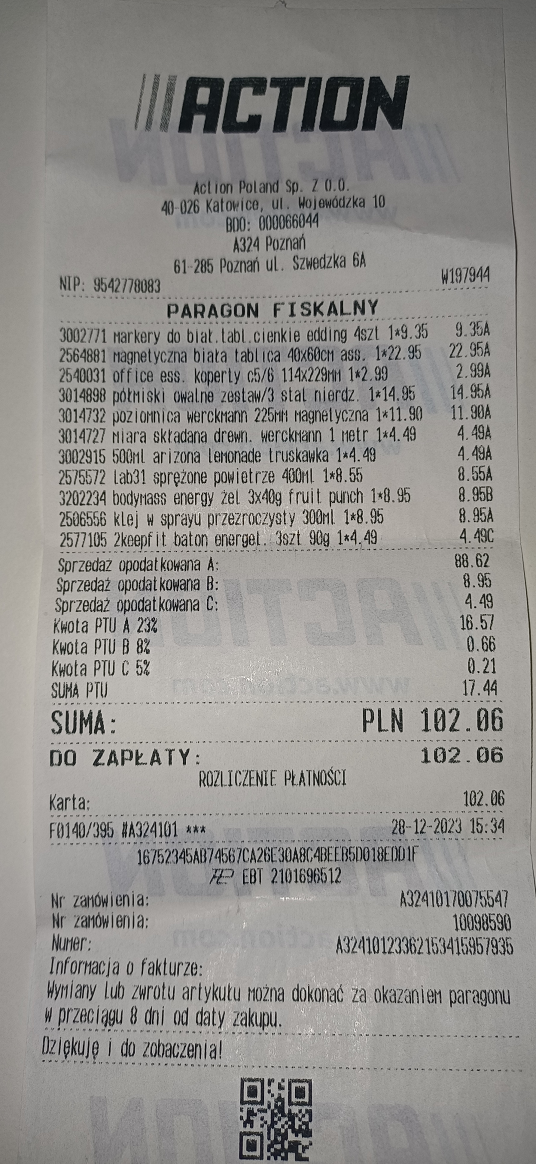 ACTION
Action Poland Sp. Z O.O.
40-026 Katowice, ul. Wojewódzka 10
BDO: 000066044
A324 Poznań
61-285 Poznań ul. Szwedzka 6A
NIP: 9542778083 W197944
PARAGON FISKALNY
3002771 Markery do biał.tabl.cienkie edding 4szt 1*9.35 9.35A
2564881 Magnetyczna biała tablica 40x60cm ass. 1*22.95 22.95A
2540031 office ess. koperty c5/6 114x229мм 1*2.99 2.99A
3014898 półmiski owalne zestaw/3 stal nierdz. 1*14.95 14.95A
3014732 poziomnica werckmann 225мм magnetyczna 1*11.90 11.90A
3014727 miara składana drewn. werckmann 1 metr 1*4.49 4.49A
3002915 500ml arizona lemonade truskawka 1*4.49 4.49A
2575572 lab31 sprężone powietrze 400ml 1*8.55 8.55A
3202234 bodymass energy żel 3x40g fruit punch 1*8.95 8.95B
2506556 klej w sprayu przezroczysty 300ml 1*8.95 8.95A
2577105 2keepfit baton energet. 3szt 90g 1*4.49 4.49C
Sprzedaż opodatkowana A: 88.62
Sprzedaż opodatkowana B: 8.95
Sprzedaż opodatkowana C: 4.49
Kwota PTU A 23% 16.57
Kwota PTU B 8% 0.66
Kwota PTU C 5% 0.21
SUMA PTU 17.44
SUMA: PLN 102.06
DO ZAPŁATY: 102.06
ROZLICZENIE PŁATNOŚCI
Karta: 102.06
F0140/395 #A324101 *** 28-12-2023 15:34
16752345AB74567CA26E30A8C4BEEB5D018EDD1F
EBT 2101696512
Nr zamówienia: A32410170075547
Nr zamówienia: 10098590
Numer: A32410123362153415957935
Informacja o fakturze:
Wymiany lub zwrotu artykułu można dokonać za okazaniem paragonu
w przeciągu 8 dni od daty zakupu.
Dziękuję i do zobaczenia!